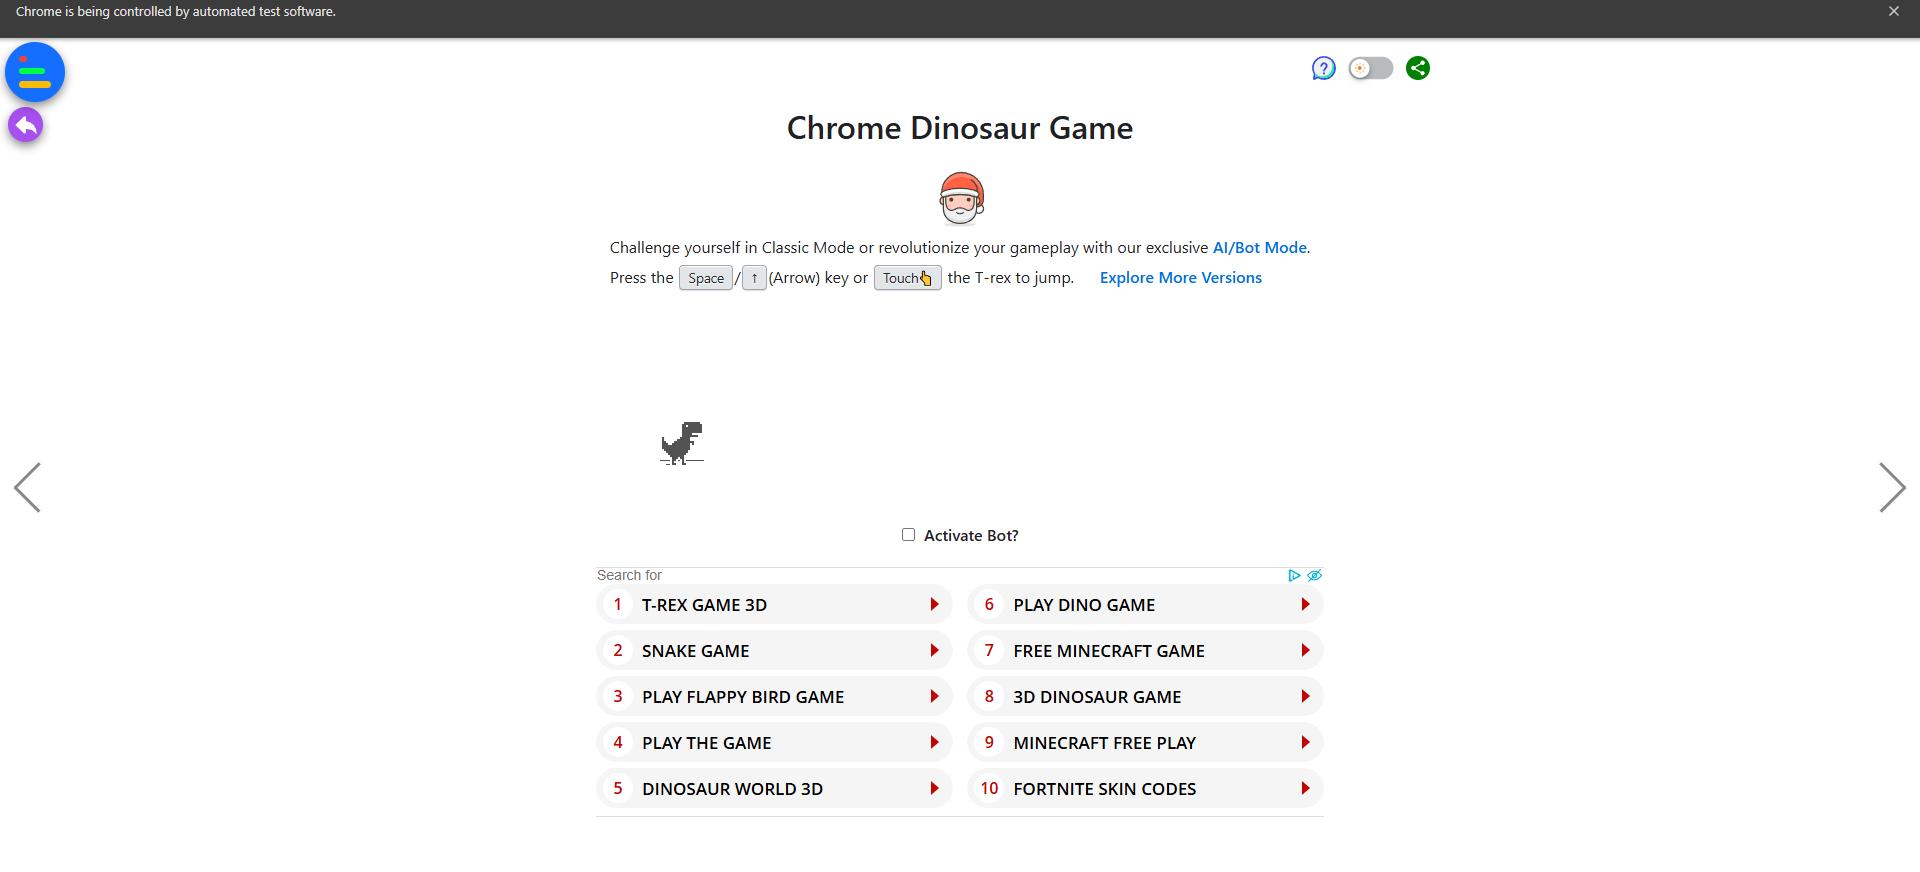 Chrome is being controlled by automated test software.
Chrome Dinosaur Game
Challenge yourself in Classic Mode or revolutionize your gameplay with our exclusive AI/Bot Mode.
Press the Space / ↑ (Arrow) key or Touch👆 the T-rex to jump. Explore More Versions
Activate Bot?
Search for
1 T-REX GAME 3D
2 SNAKE GAME
3 PLAY FLAPPY BIRD GAME
4 PLAY THE GAME
5 DINOSAUR WORLD 3D
6 PLAY DINO GAME
7 FREE MINECRAFT GAME
8 3D DINOSAUR GAME
9 MINECRAFT FREE PLAY
10 FORTNITE SKIN CODES